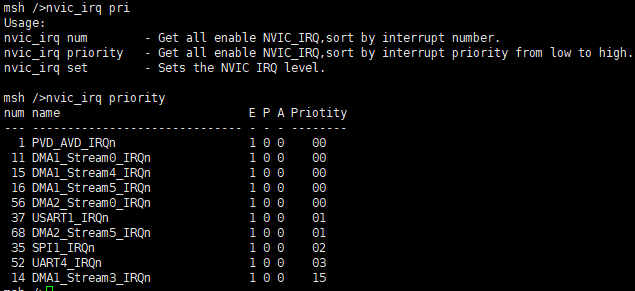 msh />nvic_irq pri
Usage:
nvic_irq num        - Get all enable NVIC_IRQ,sort by interrupt number.
nvic_irq priority   - Get all enable NVIC_IRQ,sort by interrupt priority from low to high.
nvic_irq set        - Sets the NVIC IRQ level.
msh />nvic_irq priority
num name                           E P A Priotity
--- ------------------------------ - - - --------
  1 PVD_AVD_IRQn                   1 0 0    00
 11 DMA1_Stream0_IRQn              1 0 0    00
 15 DMA1_Stream4_IRQn              1 0 0    00
 16 DMA1_Stream5_IRQn              1 0 0    00
 56 DMA2_Stream0_IRQn              1 0 0    00
 37 USART1_IRQn                    1 0 0    01
 68 DMA2_Stream5_IRQn              1 0 0    01
 35 SPI1_IRQn                      1 0 0    02
 52 UART4_IRQn                     1 0 0    03
 14 DMA1_Stream3_IRQn              1 0 0    15
msh />